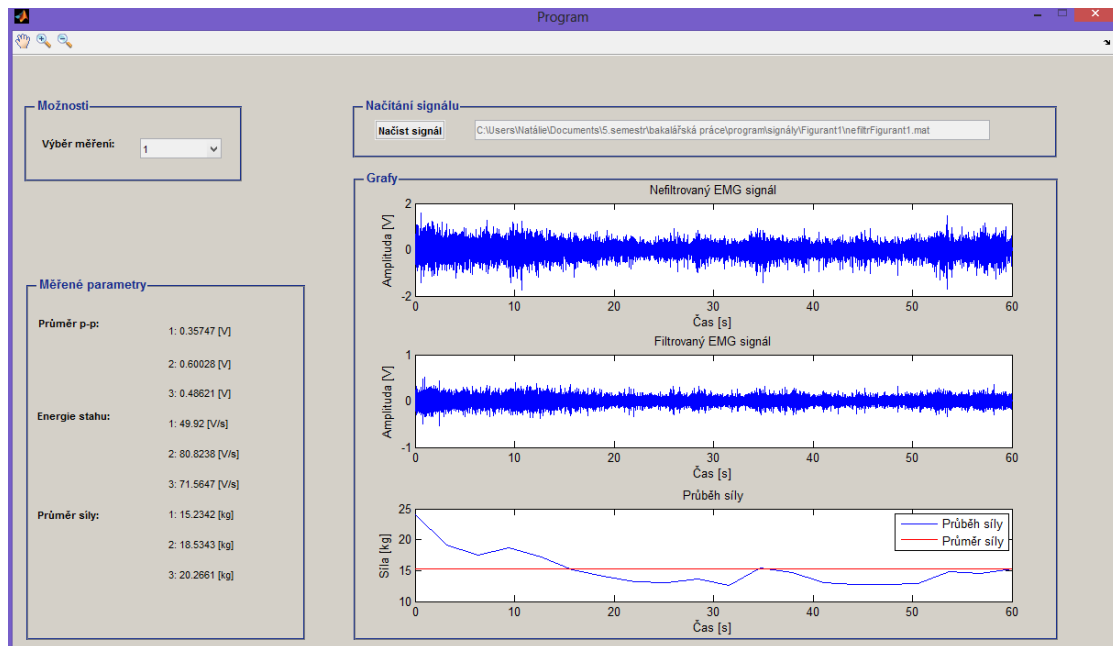 Program
Možnosti
Výběr měření:
1
Načítání signálu
Načíst signál
C:\Users\Natálie\Documents\5.semestr\bakalářská práce\program\signály\Figurant1\nefiltrFigurant1.mat
Měřené parametry
Průměr p-p:
1: 0.35747 [V]
2: 0.60028 [V]
3: 0.48621 [V]
Energie stahu:
1: 49.92 [V/s]
2: 80.8238 [V/s]
3: 71.5647 [V/s]
Průměr síly:
1: 15.2342 [kg]
2: 18.5343 [kg]
3: 20.2661 [kg]
Grafy
Nefiltrovaný EMG signál
Amplituda [V]
2
0
-2
0 10 20 30 40 50 60
Čas [s]
Filtrovaný EMG signál
Amplituda [V]
1
0
-1
0 10 20 30 40 50 60
Čas [s]
Průběh síly
Síla [kg]
25
20
15
10
Průběh síly
Průměr síly
0 10 20 30 40 50 60
Čas [s]